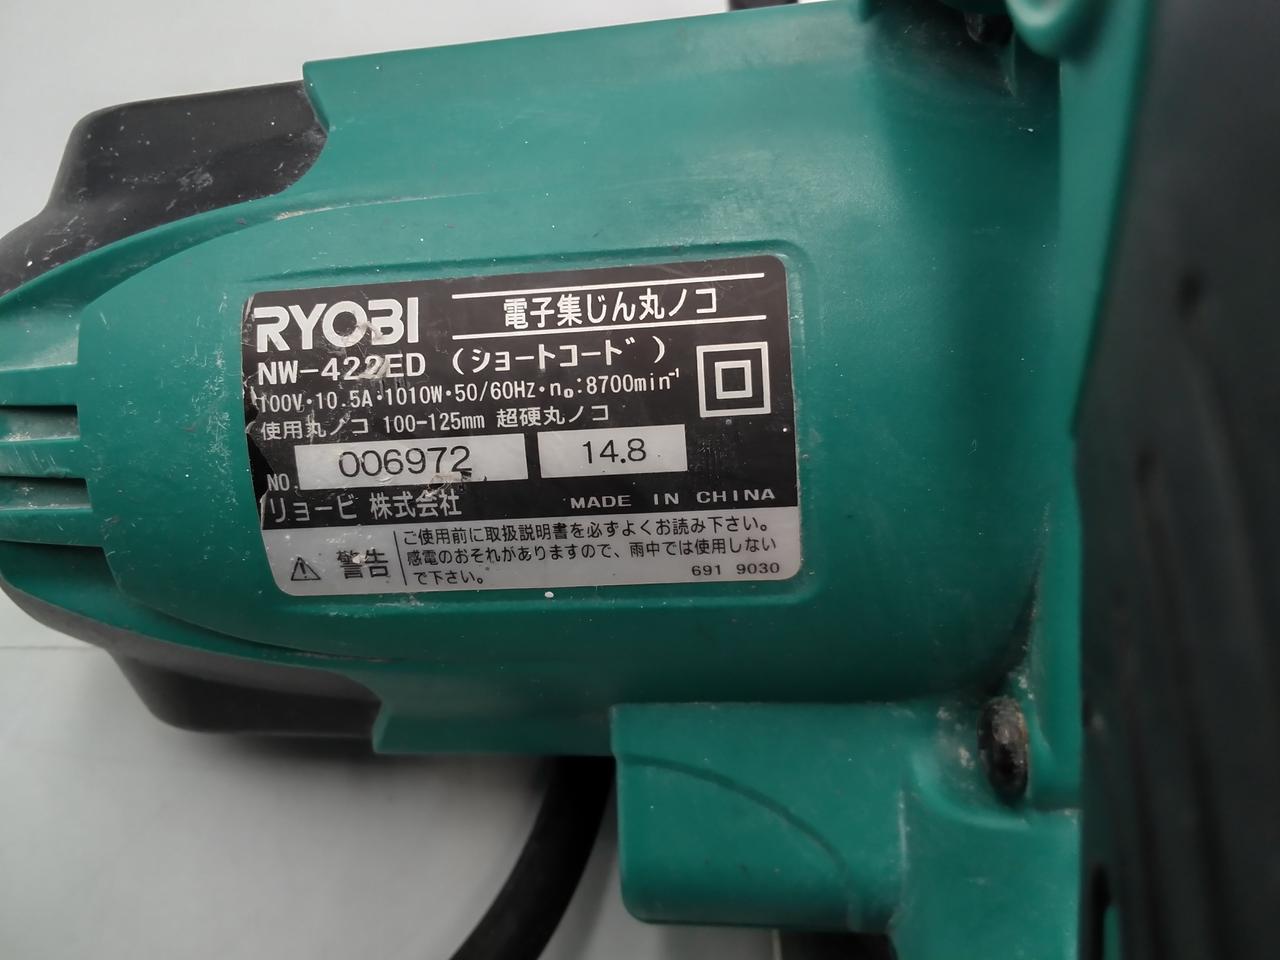 RYOBI 電子集じん丸ノコ
NW-422ED (ショートコード)
100V・10.5A・1010W・50/60Hz・n₀:8700min⁻¹
使用丸ノコ 100-125mm 超硬丸ノコ
NO. 006972 14.8
リョービ 株式会社 MADE IN CHINA
警告
ご使用前に取扱説明書を必ずよくお読み下さい。
感電のおそれがありますので、雨中では使用しない
で下さい。
691 9030